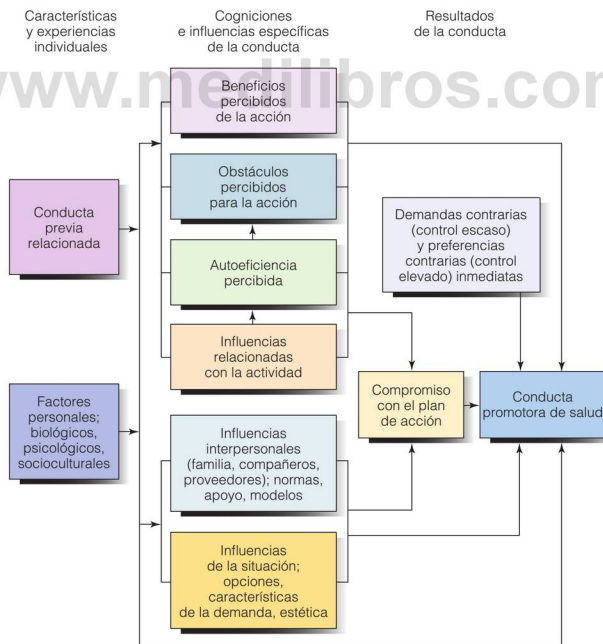 Características
y experiencias
individuales
Cogniciones
e influencias específicas
de la conducta
Resultados
de la conducta
www.medilibros.com
Beneficios
percibidos
de la acción
Obstáculos
percibidos
para la acción
Conducta
previa
relacionada
Autoeficiencia
percibida
Demandas contrarias
(control escaso)
y preferencias
contrarias (control
elevado) inmediatas
Influencias
relacionadas
con la actividad
Factores
personales;
biológicos,
psicológicos,
socioculturales
Influencias
interpersonales
(familia, compañeros,
proveedores); normas,
apoyo, modelos
Compromiso
con el plan
de acción
Conducta
promotora de salud
Influencias
de la situación;
opciones,
características
de la demanda, estética